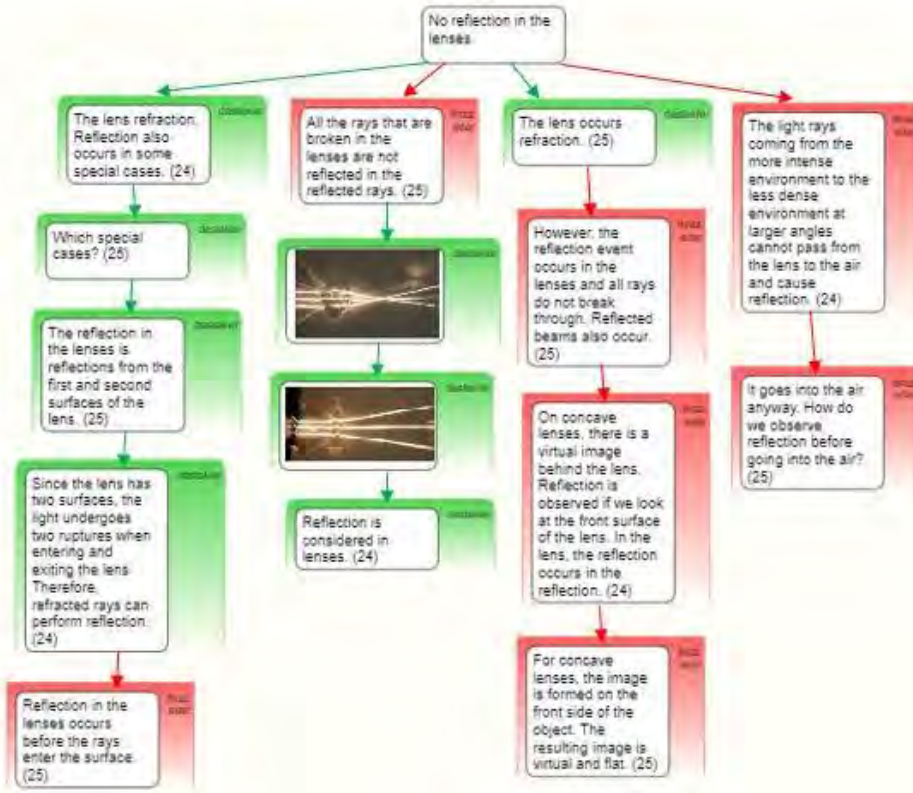 No reflection in the
lenses.
The lens refraction.
Reflection also
occurs in some
special cases. (24)
Which special
cases? (25)
The reflection in
the lenses is
reflections from the
first and second
surfaces of the
lens. (25)
Since the lens has
two surfaces, the
light undergoes
two ruptures when
entering and
exiting the lens.
Therefore,
refracted rays can
perform reflection.
(24)
Reflection in the
lenses occurs
before the rays
enter the surface.
(25)
All the rays that are
broken in the
lenses are not
reflected in the
reflected rays. (25)
Reflection is
considered in
lenses. (24)
The lens occurs
refraction. (25)
However, the
reflection event
occurs in the
lenses and all rays
do not break
through. Reflected
beams also occur.
(25)
On concave
lenses, there is a
virtual image
behind the lens.
Reflection is
observed if we look
at the front surface
of the lens. In the
lens, the reflection
occurs in the
reflection. (24)
For concave
lenses, the image
is formed on the
front side of the
object. The
resulting image is
virtual and flat. (25)
The light rays
coming from the
more intense
environment to the
less dense
environment at
larger angles
cannot pass from
the lens to the air
and cause
reflection. (24)
It goes into the air
anyway. How do
we observe
reflection before
going into the air?
(25)